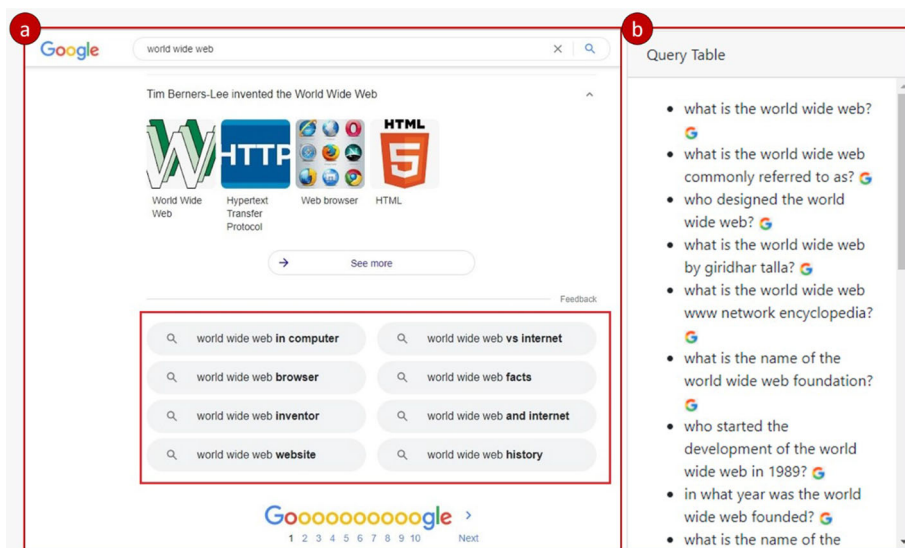 a
Google
world wide web
Tim Berners-Lee invented the World Wide Web
W
HTTP
HTML
5
World Wide
Web
Hypertext
Transfer
Protocol
Web browser
HTML
See more
Feedback
world wide web in computer
world wide web vs internet
world wide web browser
world wide web facts
world wide web inventor
world wide web and internet
world wide web website
world wide web history
Goooooooooogle
1 2 3 4 5 6 7 8 9 10 Next
b
Query Table
what is the world wide web?
what is the world wide web
commonly referred to as?
who designed the world
wide web?
what is the world wide web
by giridhar talla?
what is the world wide web
www network encyclopedia?
what is the name of the
world wide web foundation?
who started the
development of the world
wide web in 1989?
in what year was the world
wide web founded?
what is the name of the